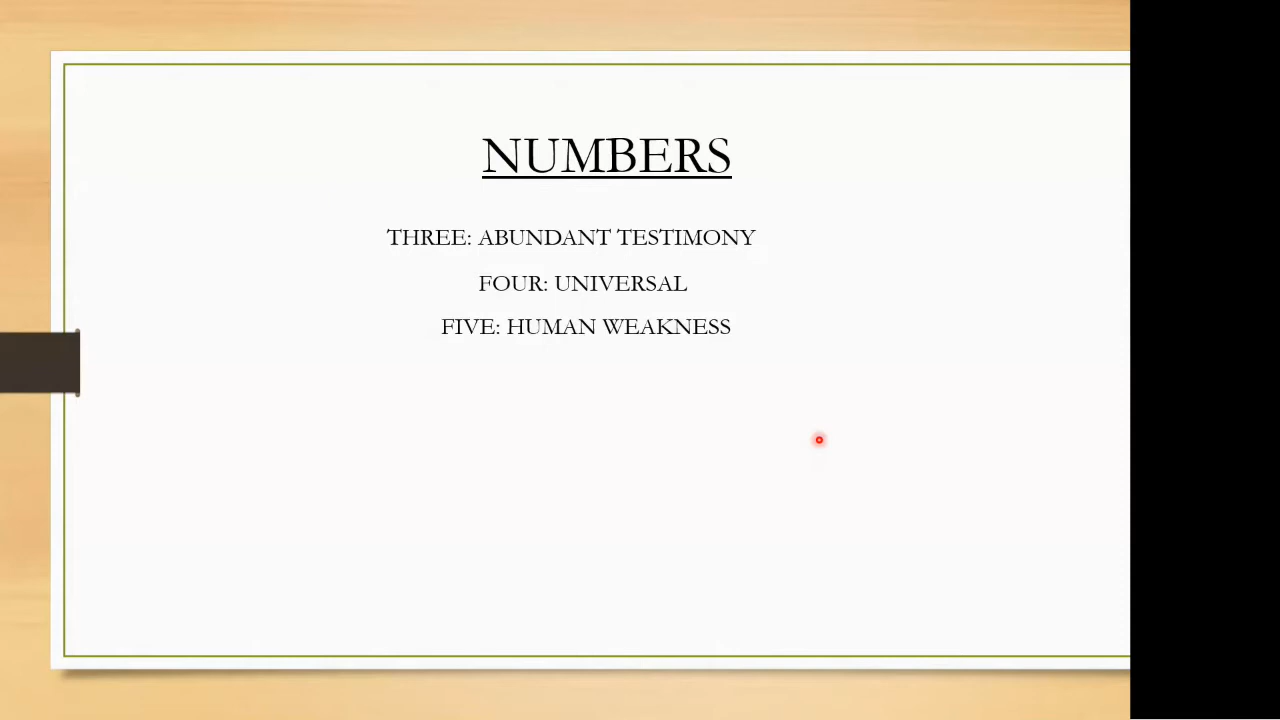 NUMBERS
THREE: ABUNDANT TESTIMONY
FOUR: UNIVERSAL
FIVE: HUMAN WEAKNESS